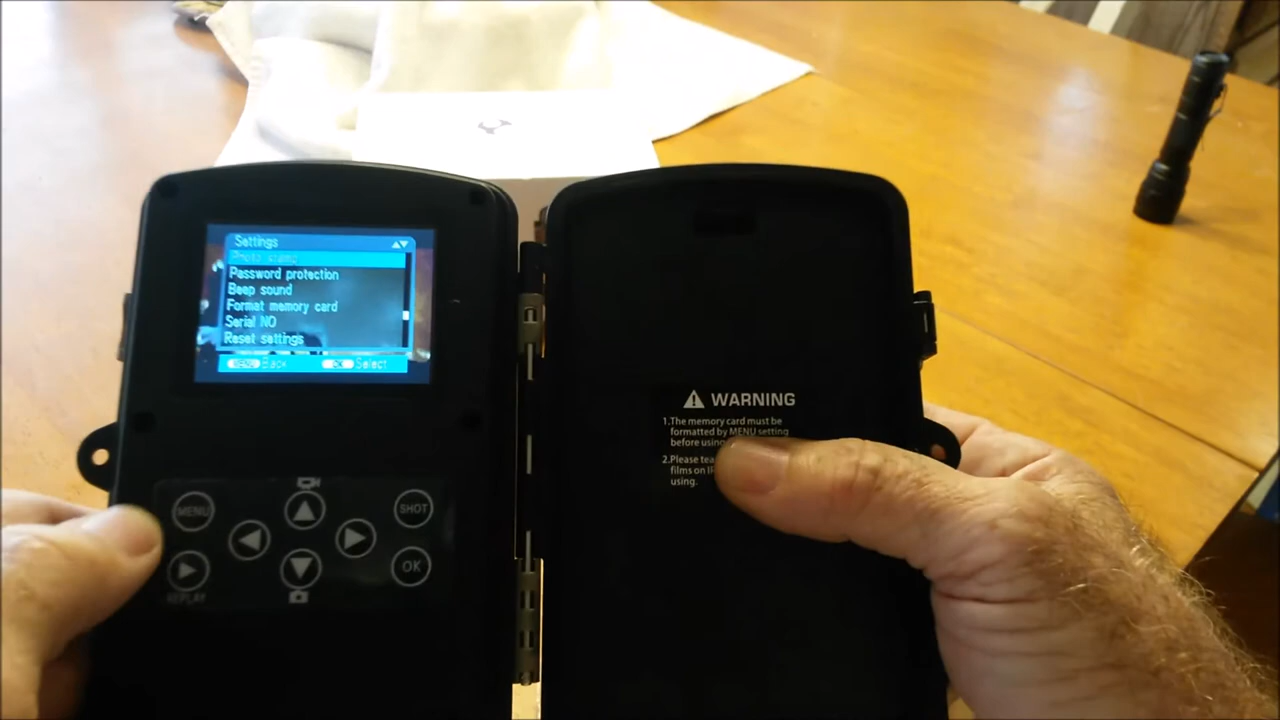 Settings
Photo stamp
Password protection
Beep sound
Format memory card
Serial NO
Reset settings
MENU Back OK Select
MENU
SHOT
OK
REPLAY
WARNING
1.The memory card must be
formatted by MENU setting
before using
2.Please tea
films on I
using.